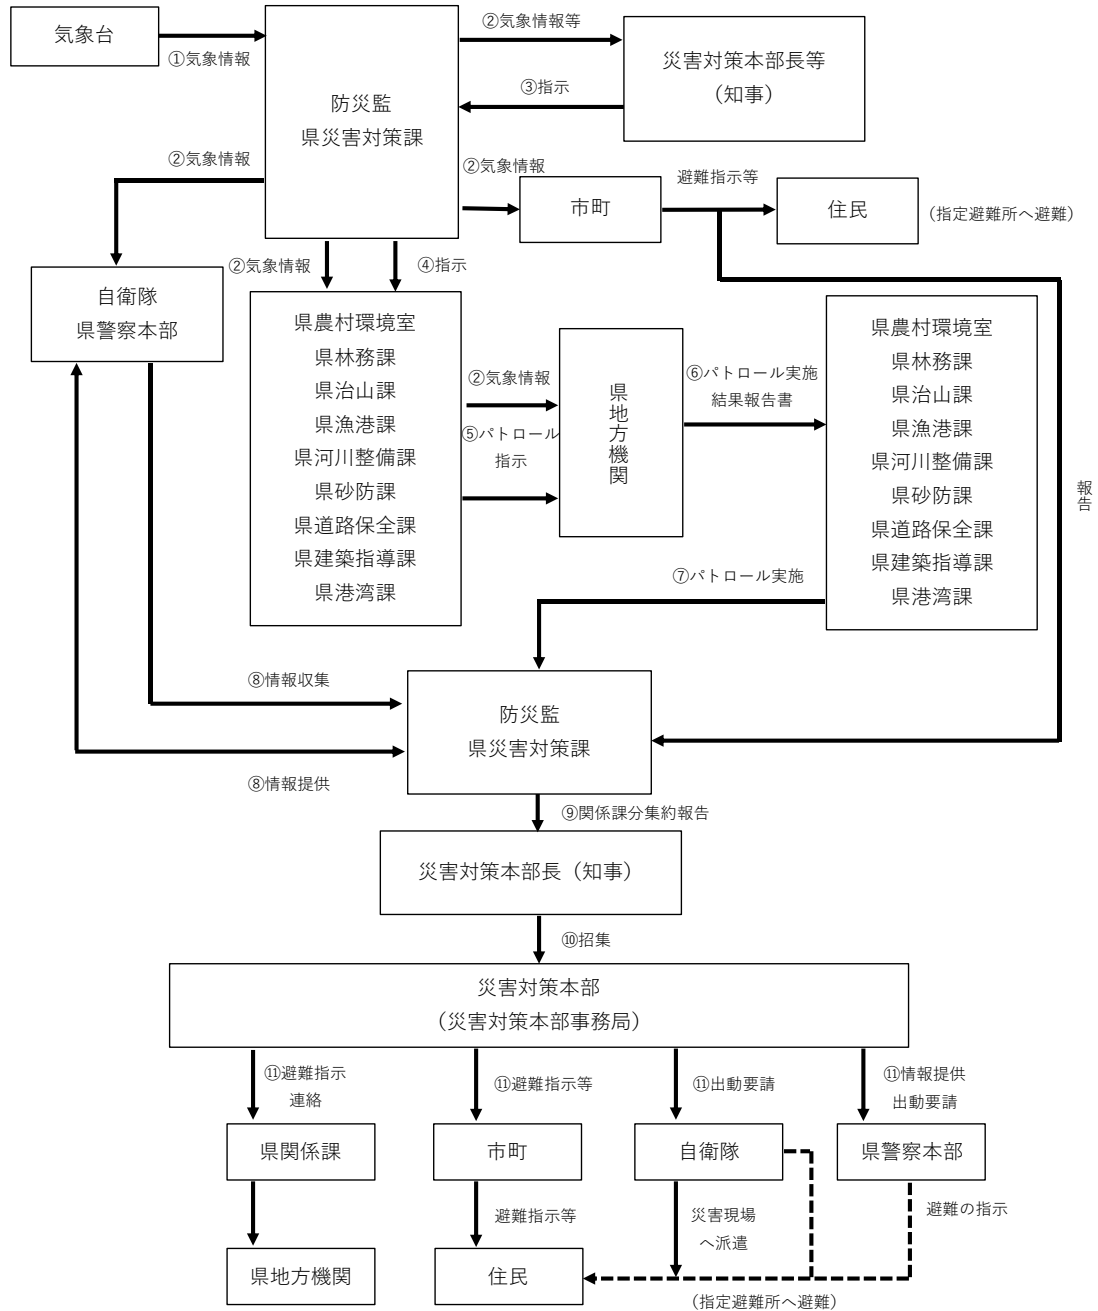 気象台
①気象情報
防災監
県災害対策課
②気象情報等
③指示
災害対策本部長等
（知事）
②気象情報
②気象情報
市町
避難指示等
住民
（指定避難所へ避難）
②気象情報
④指示
自衛隊
県警察本部
県農村環境室
県林務課
県治山課
県漁港課
県河川整備課
県砂防課
県道路保全課
県建築指導課
県港湾課
②気象情報
⑤パトロール
指示
県地方機関
⑥パトロール実施
結果報告書
県農村環境室
県林務課
県治山課
県漁港課
県河川整備課
県砂防課
県道路保全課
県建築指導課
県港湾課
報告
⑦パトロール実施
⑧情報収集
防災監
県災害対策課
⑧情報提供
⑨関係課分集約報告
災害対策本部長（知事）
⑩招集
災害対策本部
（災害対策本部事務局）
⑪避難指示
連絡
⑪避難指示等
⑪出動要請
⑪情報提供
出動要請
県関係課
市町
自衛隊
県警察本部
避難指示等
災害現場
へ派遣
避難の指示
県地方機関
住民
（指定避難所へ避難）